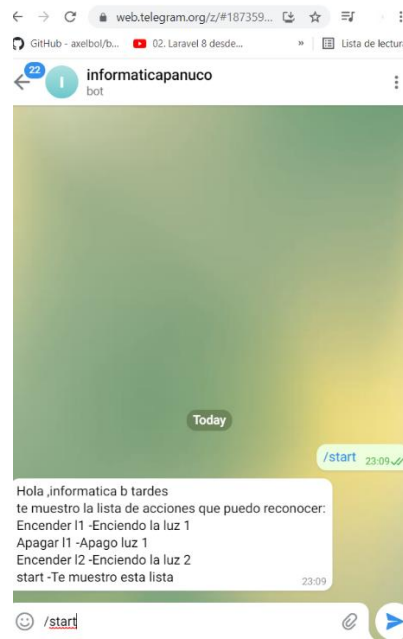 web.telegram.org/z/#187359...
GitHub - axelbol/b...
02. Laravel 8 desde...
»
Lista de lectura
22
I
informaticapanuco
bot
Today
/start 23:09
Hola ,informatica b tardes
te muestro la lista de acciones que puedo reconocer:
Encender l1 -Enciendo la luz 1
Apagar l1 -Apago luz 1
Encender l2 -Enciendo la luz 2
start -Te muestro esta lista
23:09
/start